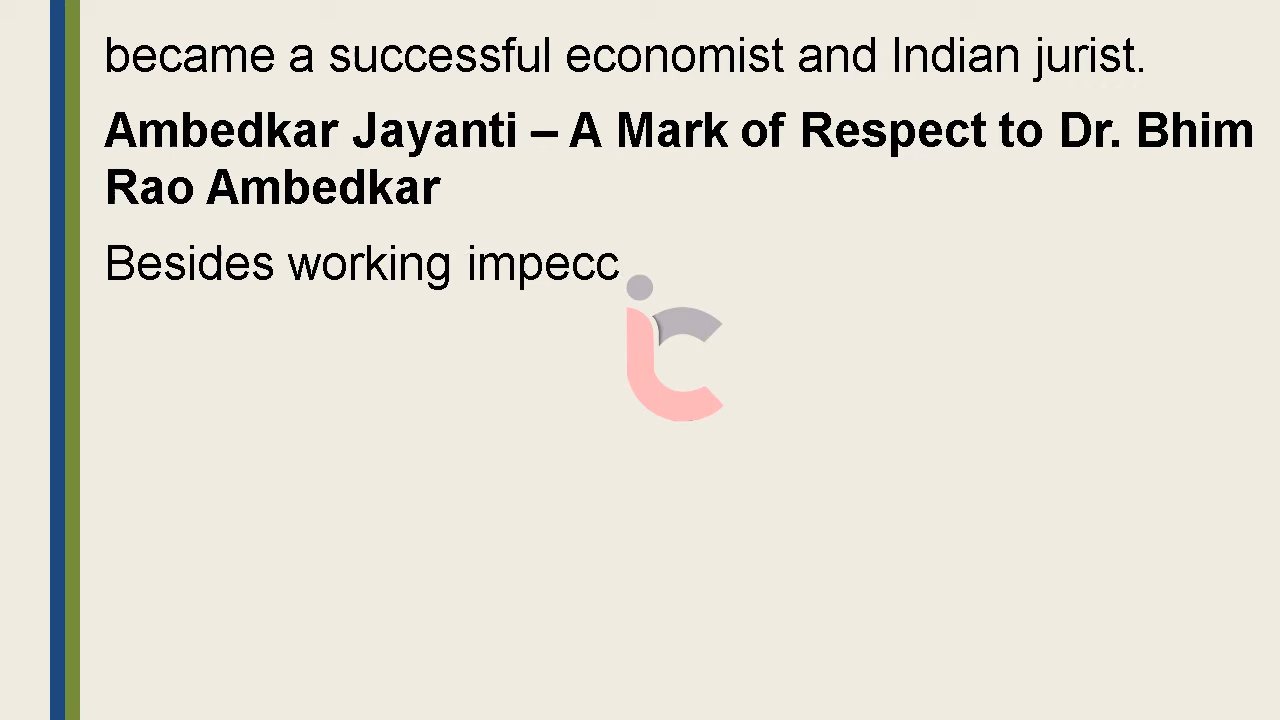 became a successful economist and Indian jurist.
Ambedkar Jayanti – A Mark of Respect to Dr. Bhim
Rao Ambedkar
Besides working impecc